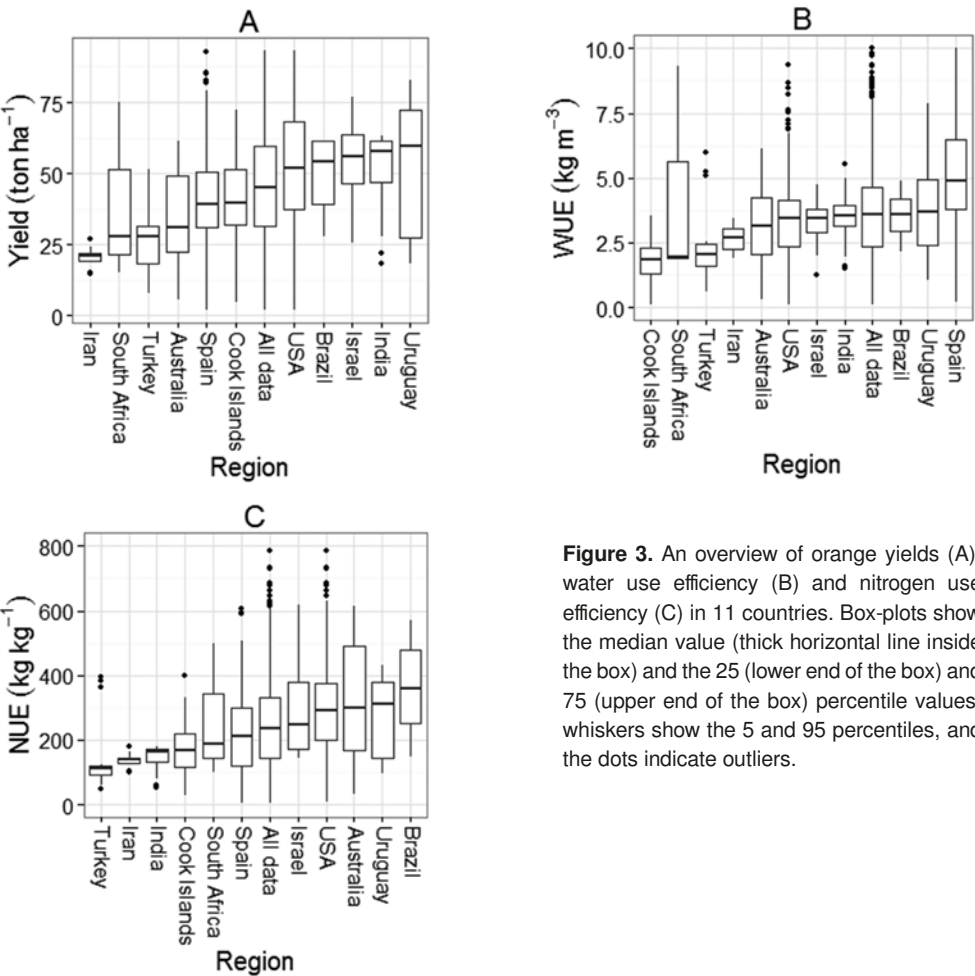 A
Yield (ton ha⁻¹)
75
50
25
0
Iran
South Africa
Turkey
Australia
Spain
Cook Islands
All data
USA
Brazil
Israel
India
Uruguay
Region
B
WUE (kg m⁻³)
10.0
7.5
5.0
2.5
0.0
Cook Islands
South Africa
Turkey
Iran
Australia
USA
Israel
India
All data
Brazil
Uruguay
Spain
Region
C
NUE (kg kg⁻¹)
800
600
400
200
0
Turkey
Iran
India
Cook Islands
South Africa
Spain
All data
Israel
USA
Australia
Uruguay
Brazil
Region
Figure 3. An overview of orange yields (A)
water use efficiency (B) and nitrogen use
efficiency (C) in 11 countries. Box-plots show
the median value (thick horizontal line inside
the box) and the 25 (lower end of the box) and
75 (upper end of the box) percentile values
whiskers show the 5 and 95 percentiles, and
the dots indicate outliers.